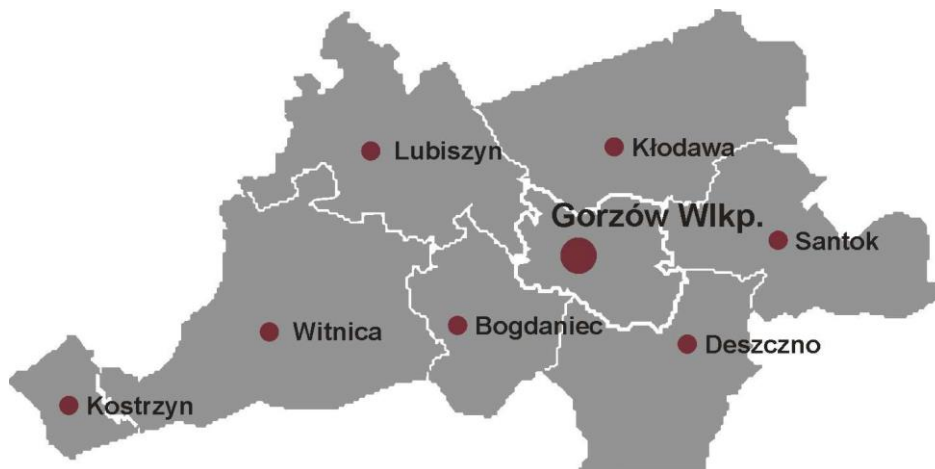 Lubiszyn
Kłodawa
Gorzów Wlkp.
Santok
Witnica
Bogdaniec
Deszczno
Kostrzyn